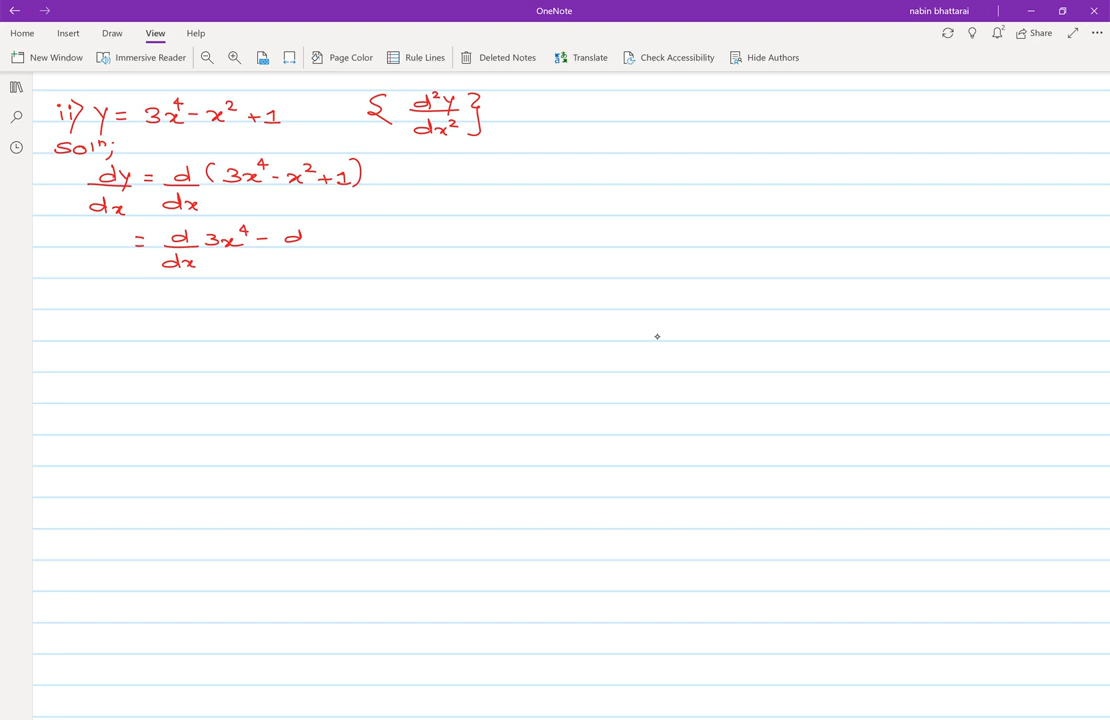 OneNote
nabin bhattarai
Home Insert Draw View Help
2 Share
New Window Immersive Reader Page Color Rule Lines Deleted Notes Translate Check Accessibility Hide Authors
ii) y = 3x⁴ - x² + 1 { d²y/dx² }
soln;
dy/dx = d/dx (3x⁴ - x² + 1)
= d/dx 3x⁴ - d